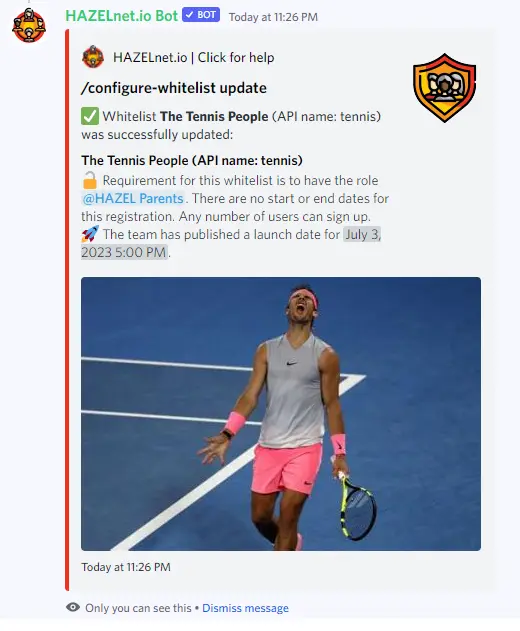 HAZELnet.io Bot ✓ BOT Today at 11:26 PM
HAZELnet.io | Click for help
/configure-whitelist update
✅ Whitelist The Tennis People (API name: tennis)
was successfully updated:
The Tennis People (API name: tennis)
🔓 Requirement for this whitelist is to have the role
@HAZEL Parents. There are no start or end dates for
this registration. Any number of users can sign up.
🚀 The team has published a launch date for July 3,
2023 5:00 PM.
Today at 11:26 PM
Only you can see this • Dismiss message